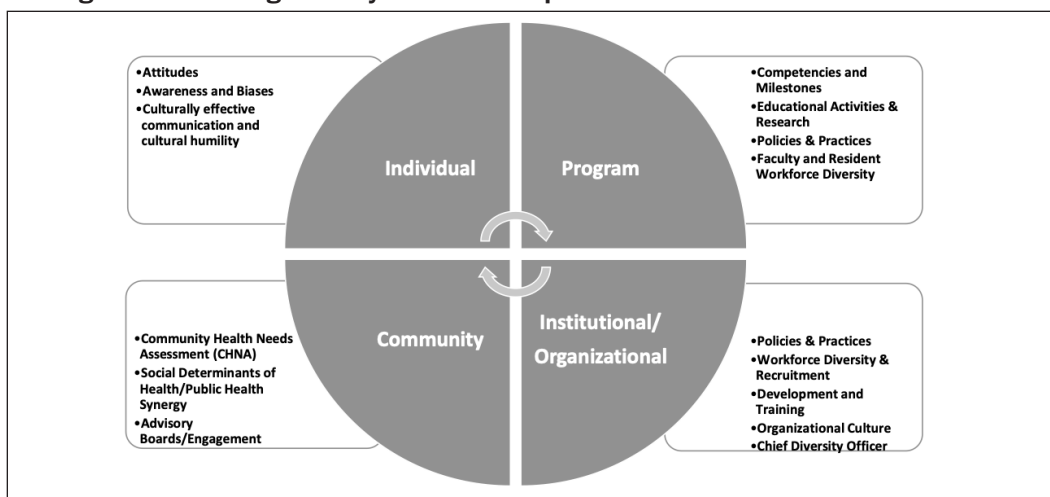 •Attitudes
•Awareness and Biases
•Culturally effective
communication and
cultural humility
Individual
Program
•Competencies and
Milestones
•Educational Activities &
Research
•Policies & Practices
•Faculty and Resident
Workforce Diversity
•Community Health Needs
Assessment (CHNA)
•Social Determinants of
Health/Public Health
Synergy
•Advisory
Boards/Engagement
Community
Institutional/
Organizational
•Policies & Practices
•Workforce Diversity &
Recruitment
•Development and
Training
•Organizational Culture
•Chief Diversity Officer